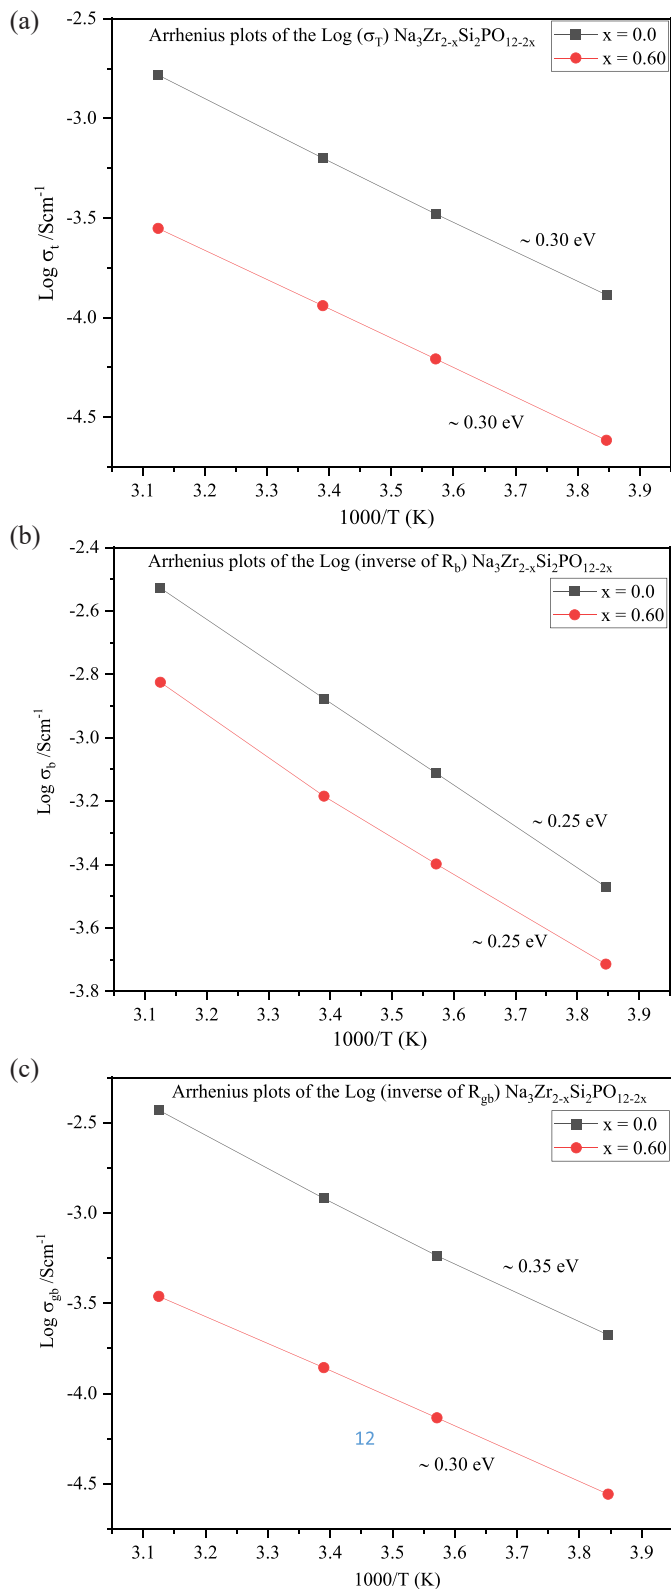 (a)
Arrhenius plots of the Log (σT) Na3Zr2-xSi2PO12-2x
x = 0.0
x = 0.60
-2.5
-3.0
-3.5
-4.0
-4.5
Log σt /Scm-1
~ 0.30 eV
~ 0.30 eV
3.1 3.2 3.3 3.4 3.5 3.6 3.7 3.8 3.9
1000/T (K)
(b)
Arrhenius plots of the Log (inverse of Rb) Na3Zr2-xSi2PO12-2x
x = 0.0
x = 0.60
-2.4
-2.6
-2.8
-3.0
-3.2
-3.4
-3.6
-3.8
Log σb /Scm-1
~ 0.25 eV
~ 0.25 eV
3.1 3.2 3.3 3.4 3.5 3.6 3.7 3.8 3.9
1000/T (K)
(c)
Arrhenius plots of the Log (inverse of Rgb) Na3Zr2-xSi2PO12-2x
x = 0.0
x = 0.60
-2.5
-3.0
-3.5
-4.0
-4.5
Log σgb /Scm-1
~ 0.35 eV
12
~ 0.30 eV
3.1 3.2 3.3 3.4 3.5 3.6 3.7 3.8 3.9
1000/T (K)